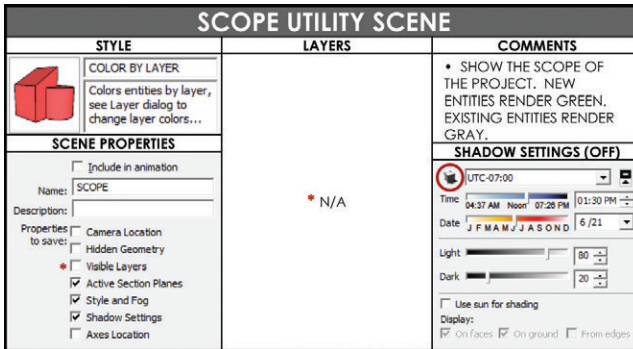 SCOPE UTILITY SCENE
STYLE
COLOR BY LAYER
Colors entities by layer,
see Layer dialog to
change layer colors...
SCENE PROPERTIES
Include in animation
Name: SCOPE
Description:
Properties
to save:
Camera Location
Hidden Geometry
* Visible Layers
Active Section Planes
Style and Fog
Shadow Settings
Axes Location
LAYERS
* N/A
COMMENTS
• SHOW THE SCOPE OF
THE PROJECT. NEW
ENTITIES RENDER GREEN.
EXISTING ENTITIES RENDER
GRAY.
SHADOW SETTINGS (OFF)
UTC-07:00
Time 04:37 AM Noon 07:26 PM 01:30 PM
Date J F M A M J J A S O N D 6 /21
Light 80
Dark 20
Use sun for shading
Display:
On faces On ground From edges